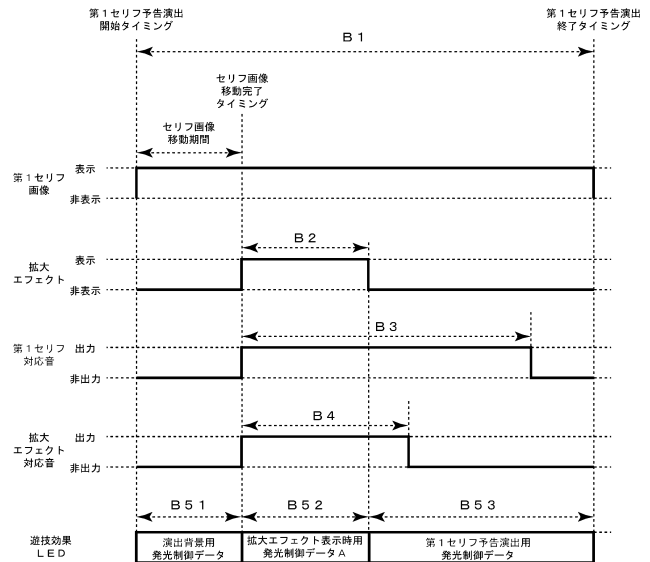 第１セリフ予告演出
開始タイミング
第１セリフ予告演出
終了タイミング
Ｂ１
セリフ画像
移動完了
タイミング
セリフ画像
移動期間
第１セリフ
画像
表示
非表示
Ｂ２
拡大
エフェクト
表示
非表示
Ｂ３
第１セリフ
対応音
出力
非出力
Ｂ４
拡大
エフェクト
対応音
出力
非出力
Ｂ５１
Ｂ５２
Ｂ５３
遊技効果
ＬＥＤ
演出背景用
発光制御データ
拡大エフェクト表示時用
発光制御データＡ
第１セリフ予告演出用
発光制御データ